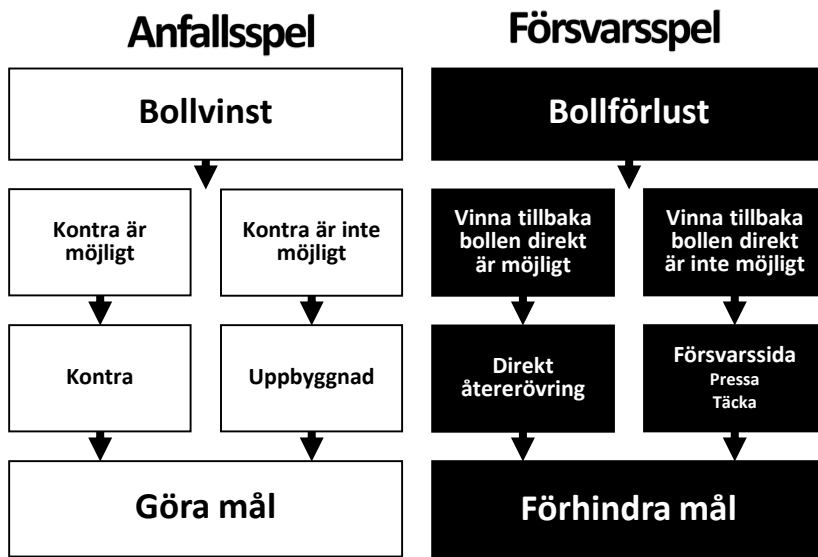 Anfallsspel
Bollvinst
Kontra är
möjligt
Kontra är inte
möjligt
Kontra
Uppbyggnad
Göra mål
Försvarsspel
Bollförlust
Vinna tillbaka
bollen direkt
är möjligt
Vinna tillbaka
bollen direkt
är inte möjligt
Direkt
återerövring
Försvarssida
Pressa
Täcka
Förhindra mål